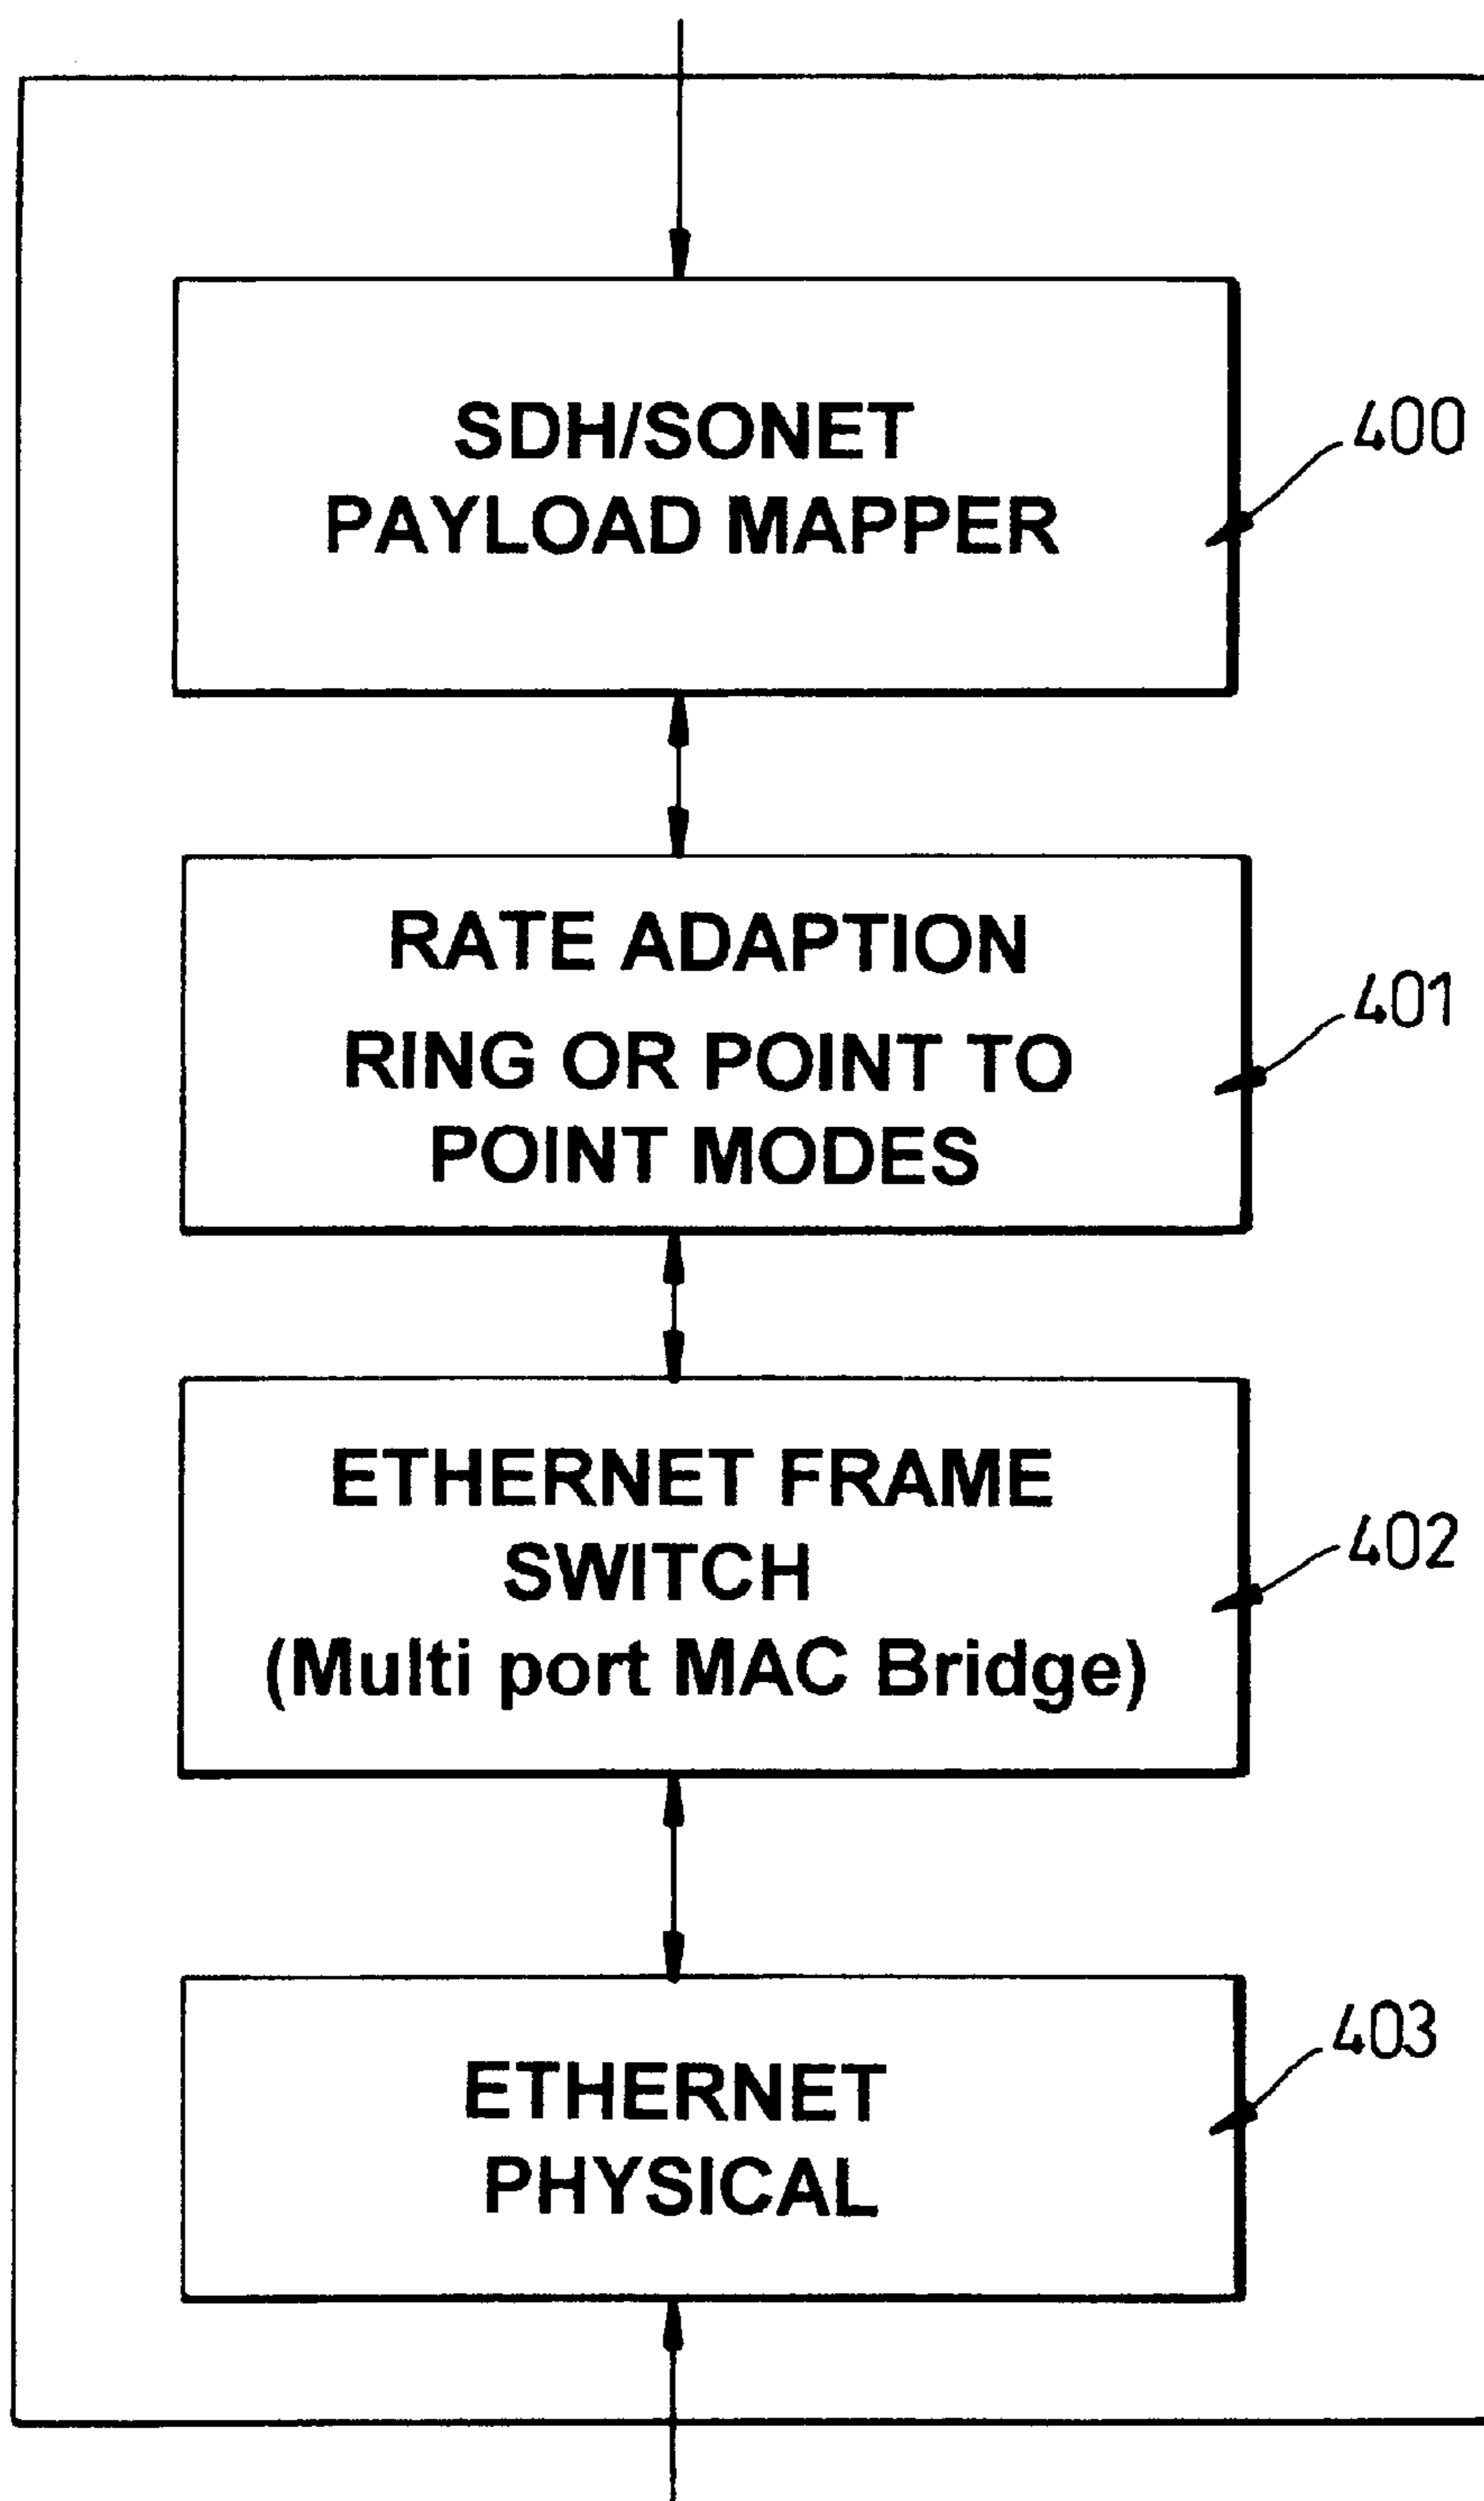 SDH/SONET
PAYLOAD MAPPER
400
RATE ADAPTION
RING OR POINT TO
POINT MODES
401
ETHERNET FRAME
SWITCH
(Multi port MAC Bridge)
402
ETHERNET
PHYSICAL
403